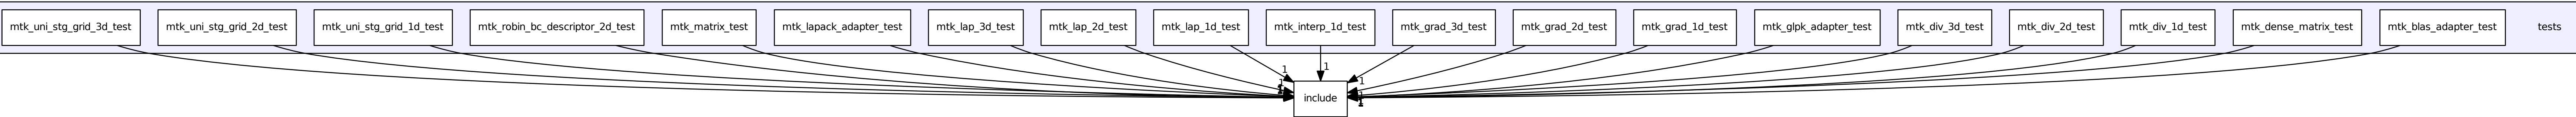 mtk_uni_stg_grid_3d_test
mtk_uni_stg_grid_2d_test
mtk_uni_stg_grid_1d_test
mtk_robin_bc_descriptor_2d_test
mtk_matrix_test
mtk_lapack_adapter_test
mtk_lap_3d_test
mtk_lap_2d_test
mtk_lap_1d_test
mtk_interp_1d_test
mtk_grad_3d_test
mtk_grad_2d_test
mtk_grad_1d_test
mtk_glpk_adapter_test
mtk_div_3d_test
mtk_div_2d_test
mtk_div_1d_test
mtk_dense_matrix_test
mtk_blas_adapter_test
tests
1
1
1
include